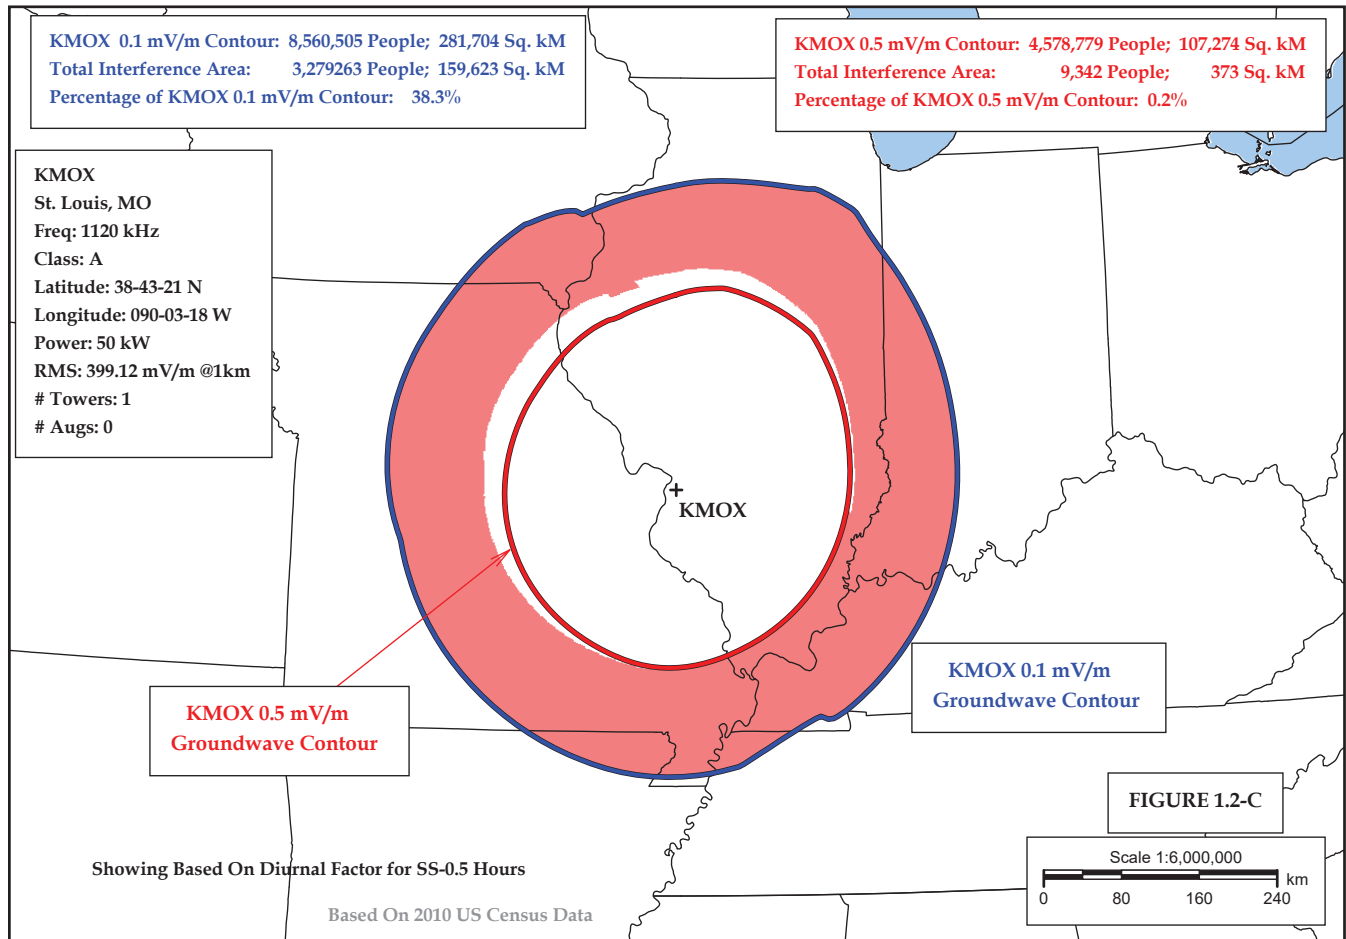 KMOX 0.1 mV/m Contour: 8,560,505 People; 281,704 Sq. kM
Total Interference Area: 3,279263 People; 159,623 Sq. kM
Percentage of KMOX 0.1 mV/m Contour: 38.3%
KMOX 0.5 mV/m Contour: 4,578,779 People; 107,274 Sq. kM
Total Interference Area: 9,342 People; 373 Sq. kM
Percentage of KMOX 0.5 mV/m Contour: 0.2%
KMOX
St. Louis, MO
Freq: 1120 kHz
Class: A
Latitude: 38-43-21 N
Longitude: 090-03-18 W
Power: 50 kW
RMS: 399.12 mV/m @1km
# Towers: 1
# Augs: 0
KMOX
KMOX 0.5 mV/m
Groundwave Contour
KMOX 0.1 mV/m
Groundwave Contour
FIGURE 1.2-C
Showing Based On Diurnal Factor for SS-0.5 Hours
Based On 2010 US Census Data
Scale 1:6,000,000
km
0 80 160 240